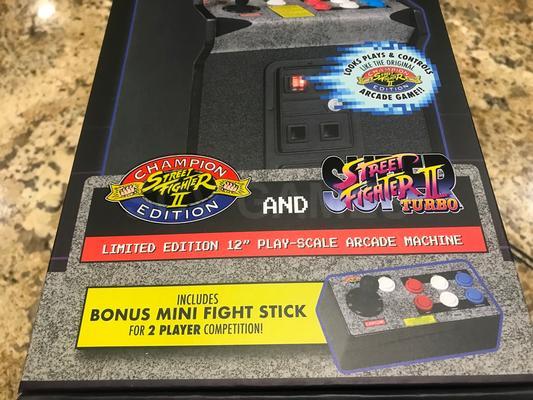 LOOKS PLAYS & CONTROLS
LIKE THE ORIGINAL
CHAMPION
STREET
FIGHTER
II
EDITION
ARCADE GAME!!
CHAMPION
STREET
FIGHTER
II
EDITION
AND
SUPER
STREET
FIGHTER II
TURBO
LIMITED EDITION 12" PLAY-SCALE ARCADE MACHINE
INCLUDES
BONUS MINI FIGHT STICK
FOR 2 PLAYER COMPETITION!
CAPCOM